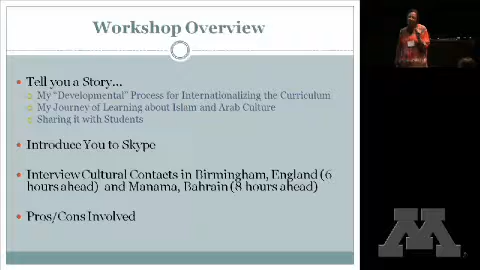 Workshop Overview
Tell you a Story...
My "Developmental" Process for Internationalizing the Curriculum
My Journey of Learning about Islam and Arab Culture
Sharing it with Students
Introduce You to Skype
Interview Cultural Contacts in Birmingham, England (6
hours ahead) and Manama, Bahrain (8 hours ahead)
Pros/Cons Involved
M